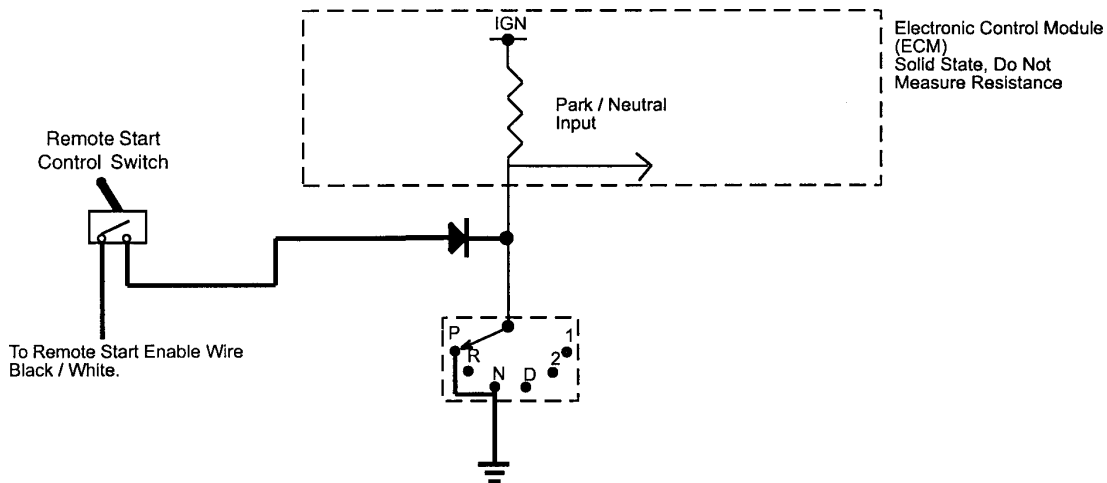 IGN
Electronic Control Module
(ECM)
Solid State, Do Not
Measure Resistance
Park / Neutral
Input
Remote Start
Control Switch
To Remote Start Enable Wire
Black / White.
P
R
N
D
2
1